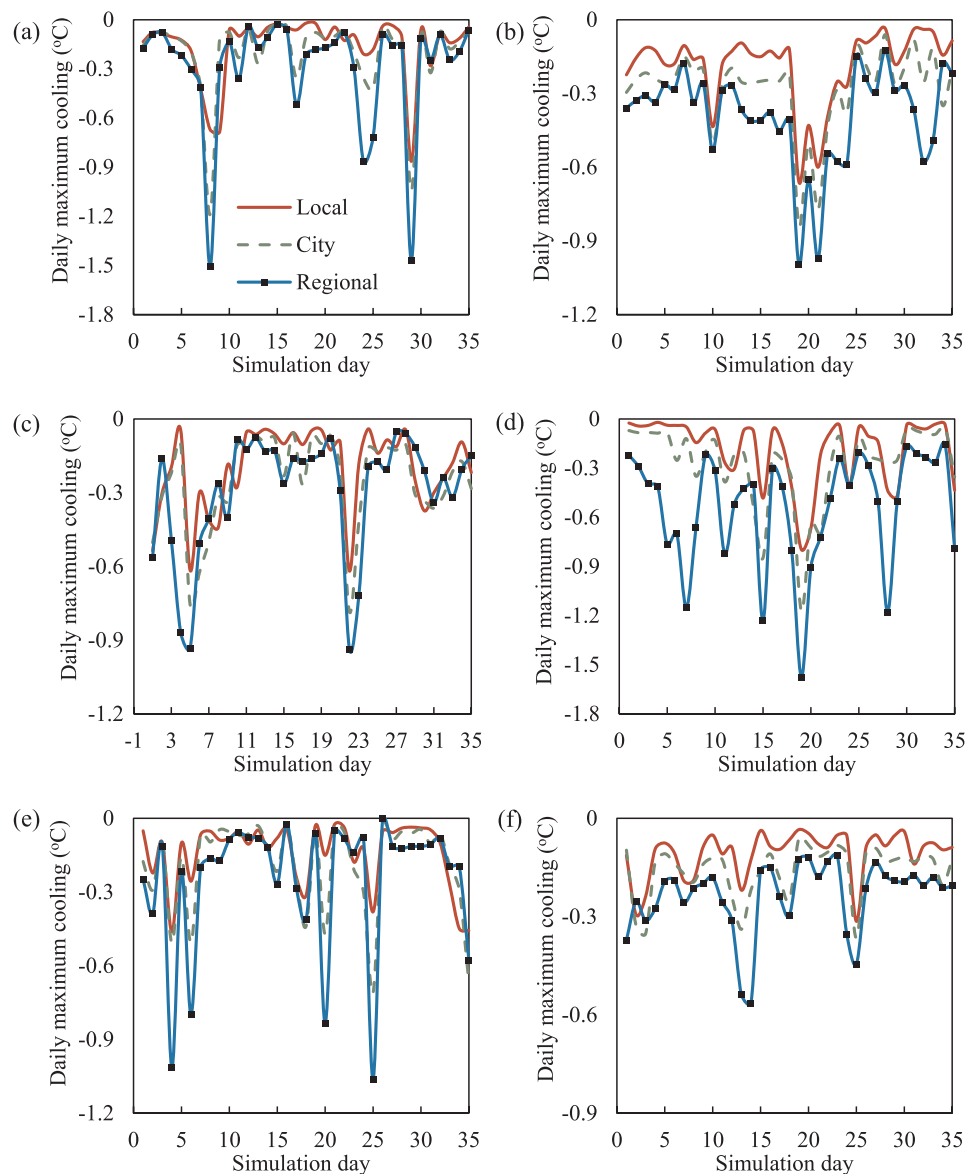 (a)
Daily maximum cooling (°C)
0
-0.3
-0.6
-0.9
-1.2
-1.5
-1.8
Local
City
Regional
0 5 10 15 20 25 30 35
Simulation day
(b)
Daily maximum cooling (°C)
0
-0.3
-0.6
-0.9
-1.2
0 5 10 15 20 25 30 35
Simulation day
(c)
Daily maximum cooling (°C)
0
-0.3
-0.6
-0.9
-1.2
-1 3 7 11 15 19 23 27 31 35
Simulation day
(d)
Daily maximum cooling (°C)
0
-0.3
-0.6
-0.9
-1.2
-1.5
-1.8
0 5 10 15 20 25 30 35
Simulation day
(e)
Daily maximum cooling (°C)
0
-0.3
-0.6
-0.9
-1.2
0 5 10 15 20 25 30 35
Simulation day
(f)
Daily maximum cooling (°C)
0
-0.3
-0.6
-0.9
0 5 10 15 20 25 30 35
Simulation day